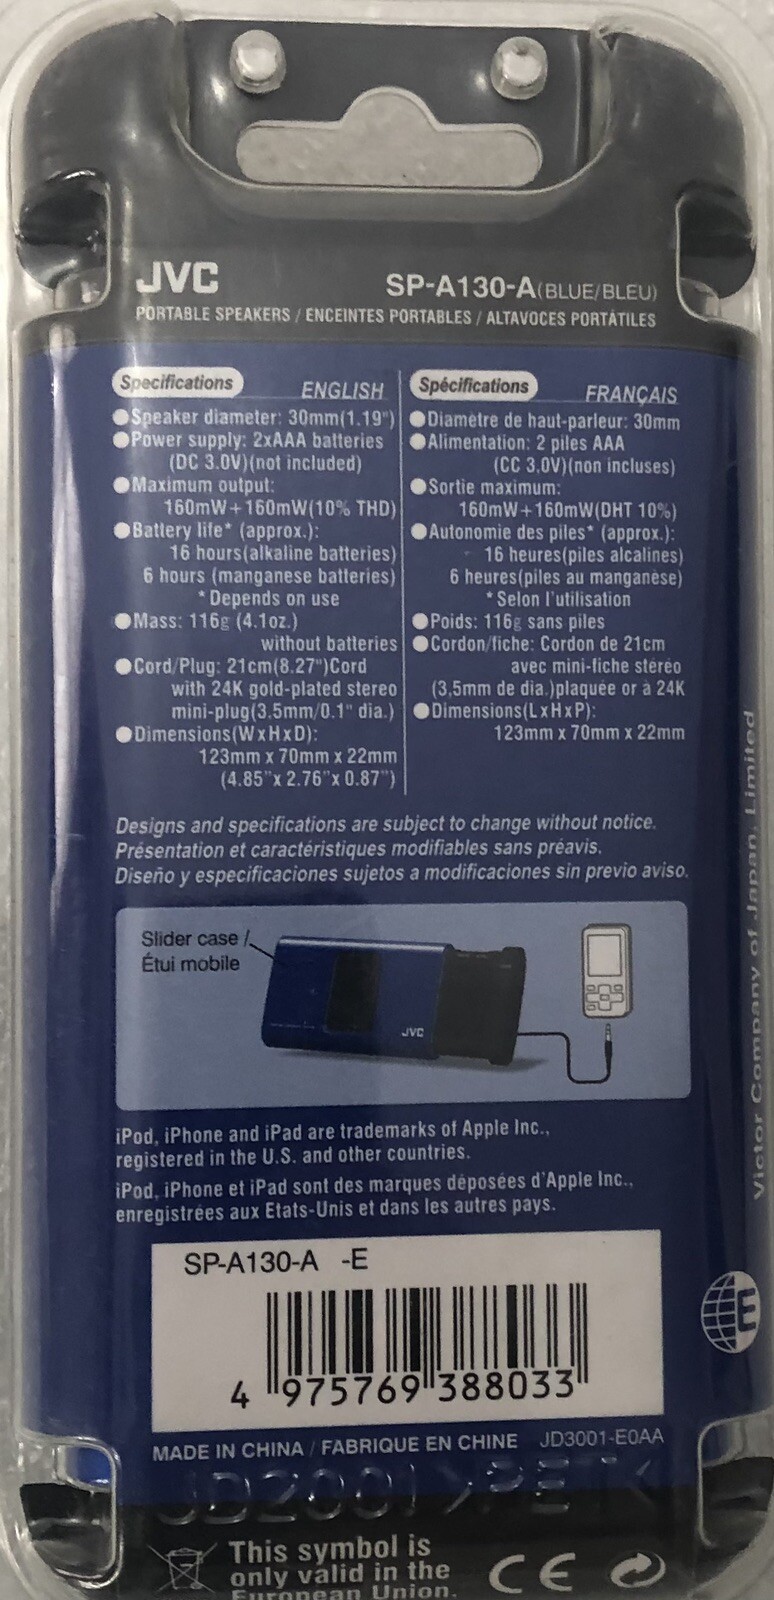 JVC
SP-A130-A(BLUE/BLEU)
PORTABLE SPEAKERS / ENCEINTES PORTABLES / ALTAVOCES PORTÁTILES
Specifications ENGLISH
●Speaker diameter: 30mm(1.19")
●Power supply: 2xAAA batteries
(DC 3.0V)(not included)
●Maximum output:
160mW+160mW(10% THD)
●Battery life* (approx.):
16 hours(alkaline batteries)
6 hours (manganese batteries)
* Depends on use
●Mass: 116g (4.1oz.)
without batteries
●Cord/Plug: 21cm(8.27")Cord
with 24K gold-plated stereo
mini-plug(3.5mm/0.1" dia.)
●Dimensions(WxHxD):
123mm x 70mm x 22mm
(4.85"x 2.76"x 0.87")
Spécifications FRANÇAIS
●Diamètre de haut-parleur: 30mm
●Alimentation: 2 piles AAA
(CC 3.0V)(non incluses)
●Sortie maximum:
160mW+160mW(DHT 10%)
●Autonomie des piles* (approx.):
16 heures(piles alcalines)
6 heures(piles au manganèse)
* Selon l'utilisation
●Poids: 116g sans piles
●Cordon/fiche: Cordon de 21cm
avec mini-fiche stéréo
(3,5mm de dia.)plaquée or à 24K
●Dimensions(LxHxP):
123mm x 70mm x 22mm
Designs and specifications are subject to change without notice.
Présentation et caractéristiques modifiables sans préavis.
Diseño y especificaciones sujetos a modificaciones sin previo aviso.
Slider case /
Étui mobile
JVC
iPod, iPhone and iPad are trademarks of Apple Inc.,
registered in the U.S. and other countries.
iPod, iPhone et iPad sont des marques déposées d'Apple Inc.,
enregistrées aux Etats-Unis et dans les autres pays.
Victor Company of Japan, Limited
E
SP-A130-A -E
4 975769 388033
MADE IN CHINA / FABRIQUE EN CHINE JD3001-E0AA
JD2001 >PET<
This symbol is
only valid in the
European Union.
CE